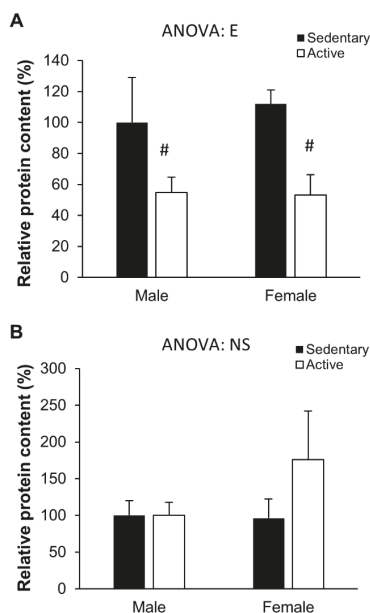 A
ANOVA: E
Sedentary
Active
Relative protein content (%)
140
120
100
80
60
40
20
0
#
#
Male
Female
B
ANOVA: NS
Sedentary
Active
Relative protein content (%)
300
250
200
150
100
50
0
Male
Female